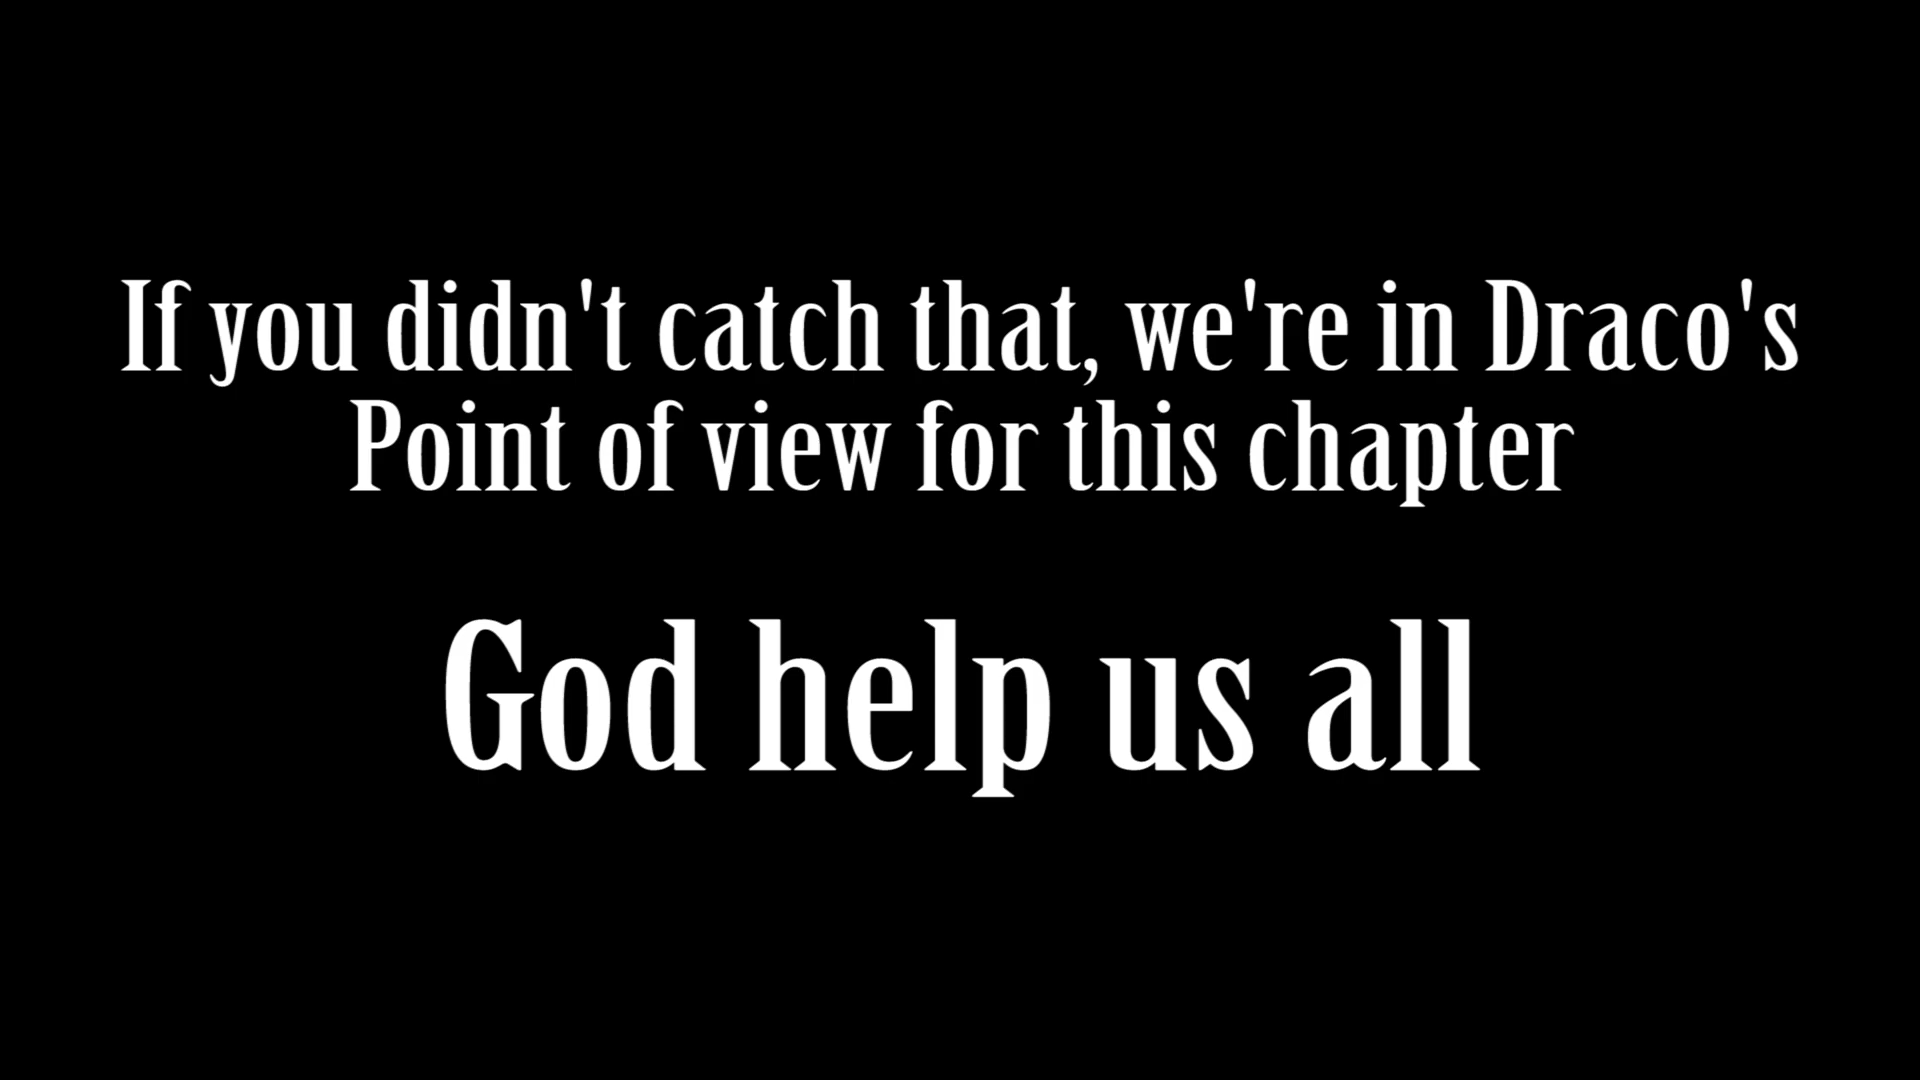 If you didn't catch that, we're in Draco's
Point of view for this chapter
God help us all